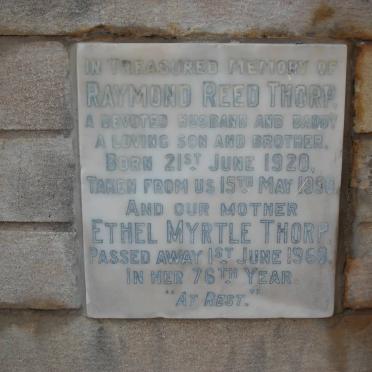 IN TREASURED MEMORY OF
RAYMOND REED THORP.
A DEVOTED HUSBAND AND DADDY
A LOVING SON AND BROTHER.
BORN 21ST JUNE 1920,
TAKEN FROM US 15TH MAY
AND OUR MOTHER
ETHEL MYRTLE THORP
PASSED AWAY 1ST JUNE 1968.
IN HER 76TH YEAR.
"AT REST."